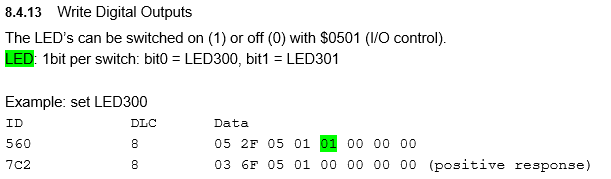 8.4.13 Write Digital Outputs
The LED's can be switched on (1) or off (0) with $0501 (I/O control).
LED: 1bit per switch: bit0 = LED300, bit1 = LED301
Example: set LED300
ID DLC Data
560 8 05 2F 05 01 01 00 00 00
7C2 8 03 6F 05 01 00 00 00 00 (positive response)